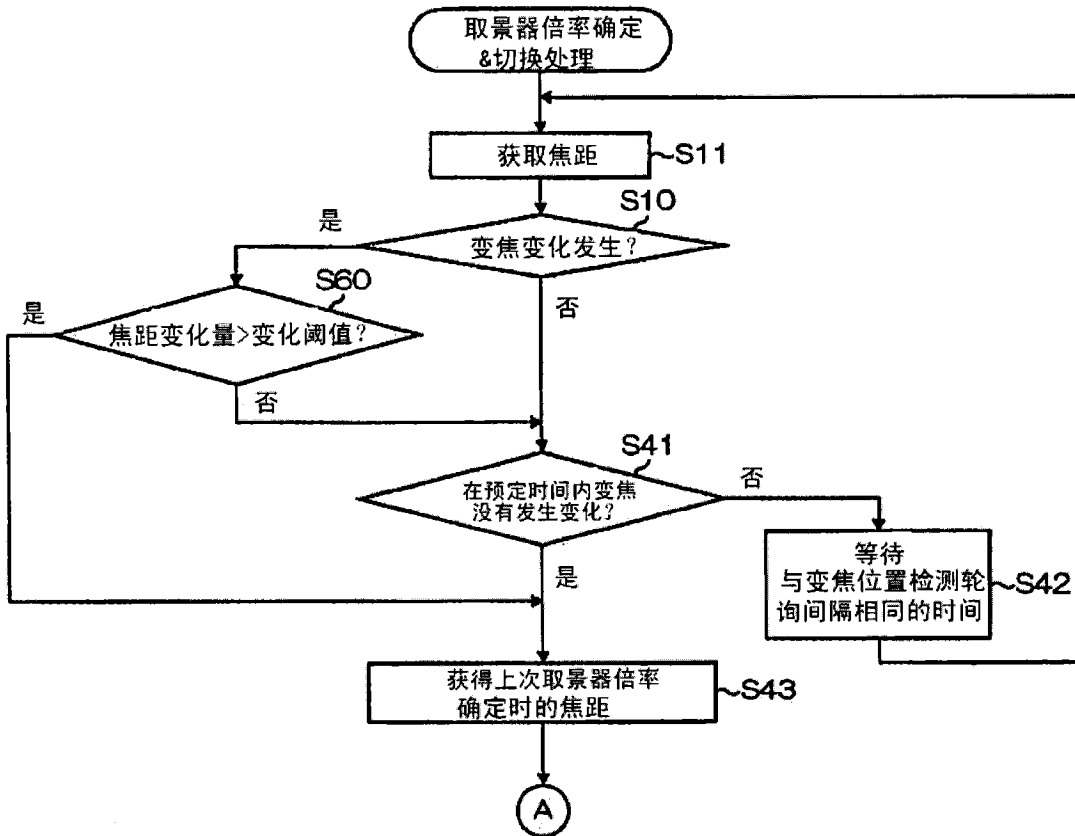 取景器倍率确定
&切换处理
获取焦距
S11
S10
是
变焦变化发生?
S60
是
否
焦距变化量>变化阈值?
否
S41
否
在预定时间内变焦
没有发生变化?
等待
与变焦位置检测轮
询间隔相同的时间
S42
是
获得上次取景器倍率
确定时的焦距
S43
A